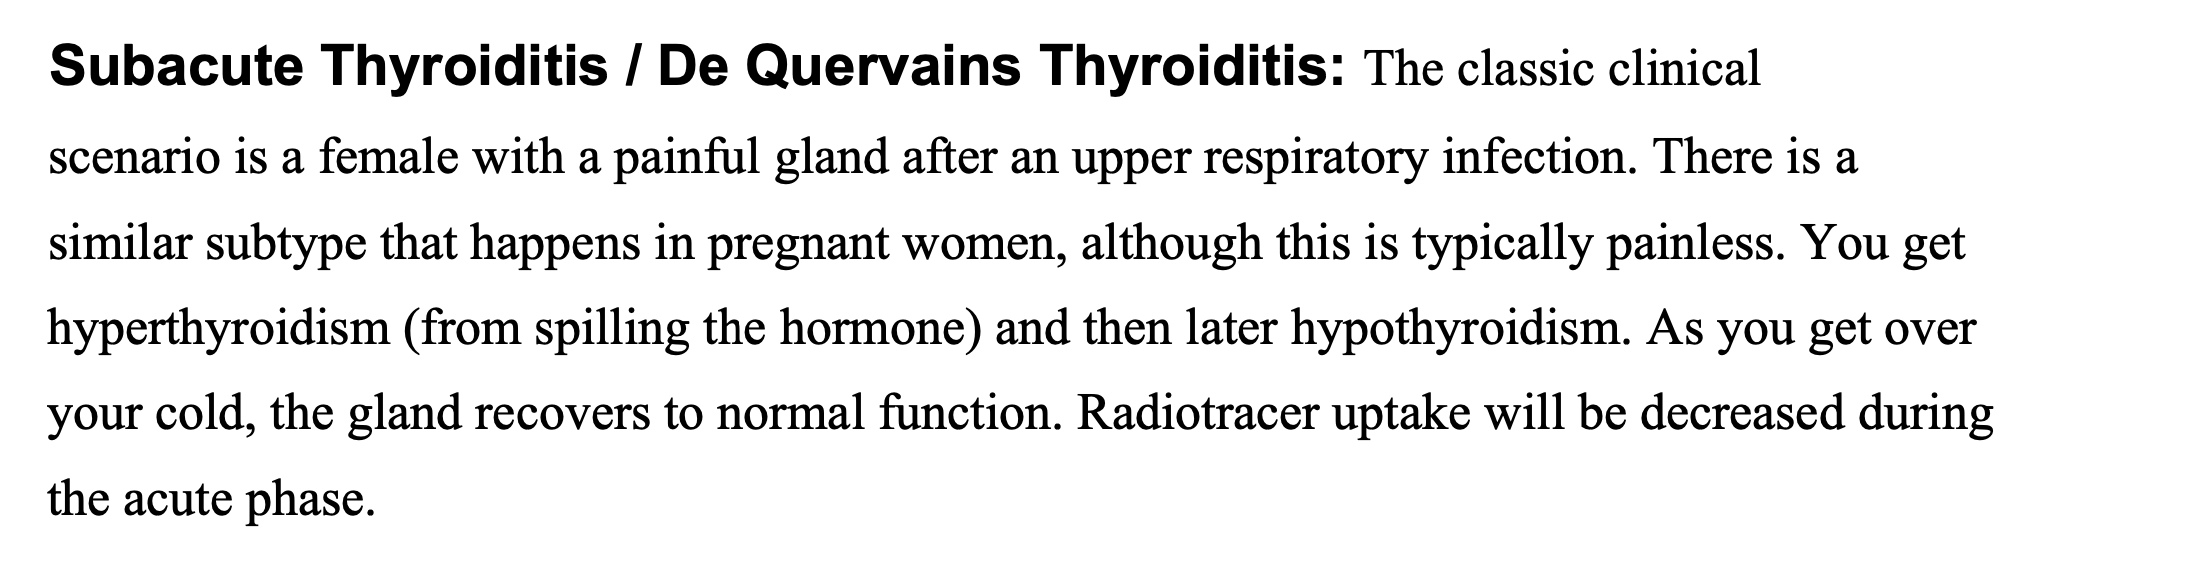 Subacute Thyroiditis / De Quervains Thyroiditis: The classic clinical
scenario is a female with a painful gland after an upper respiratory infection. There is a
similar subtype that happens in pregnant women, although this is typically painless. You get
hyperthyroidism (from spilling the hormone) and then later hypothyroidism. As you get over
your cold, the gland recovers to normal function. Radiotracer uptake will be decreased during
the acute phase.